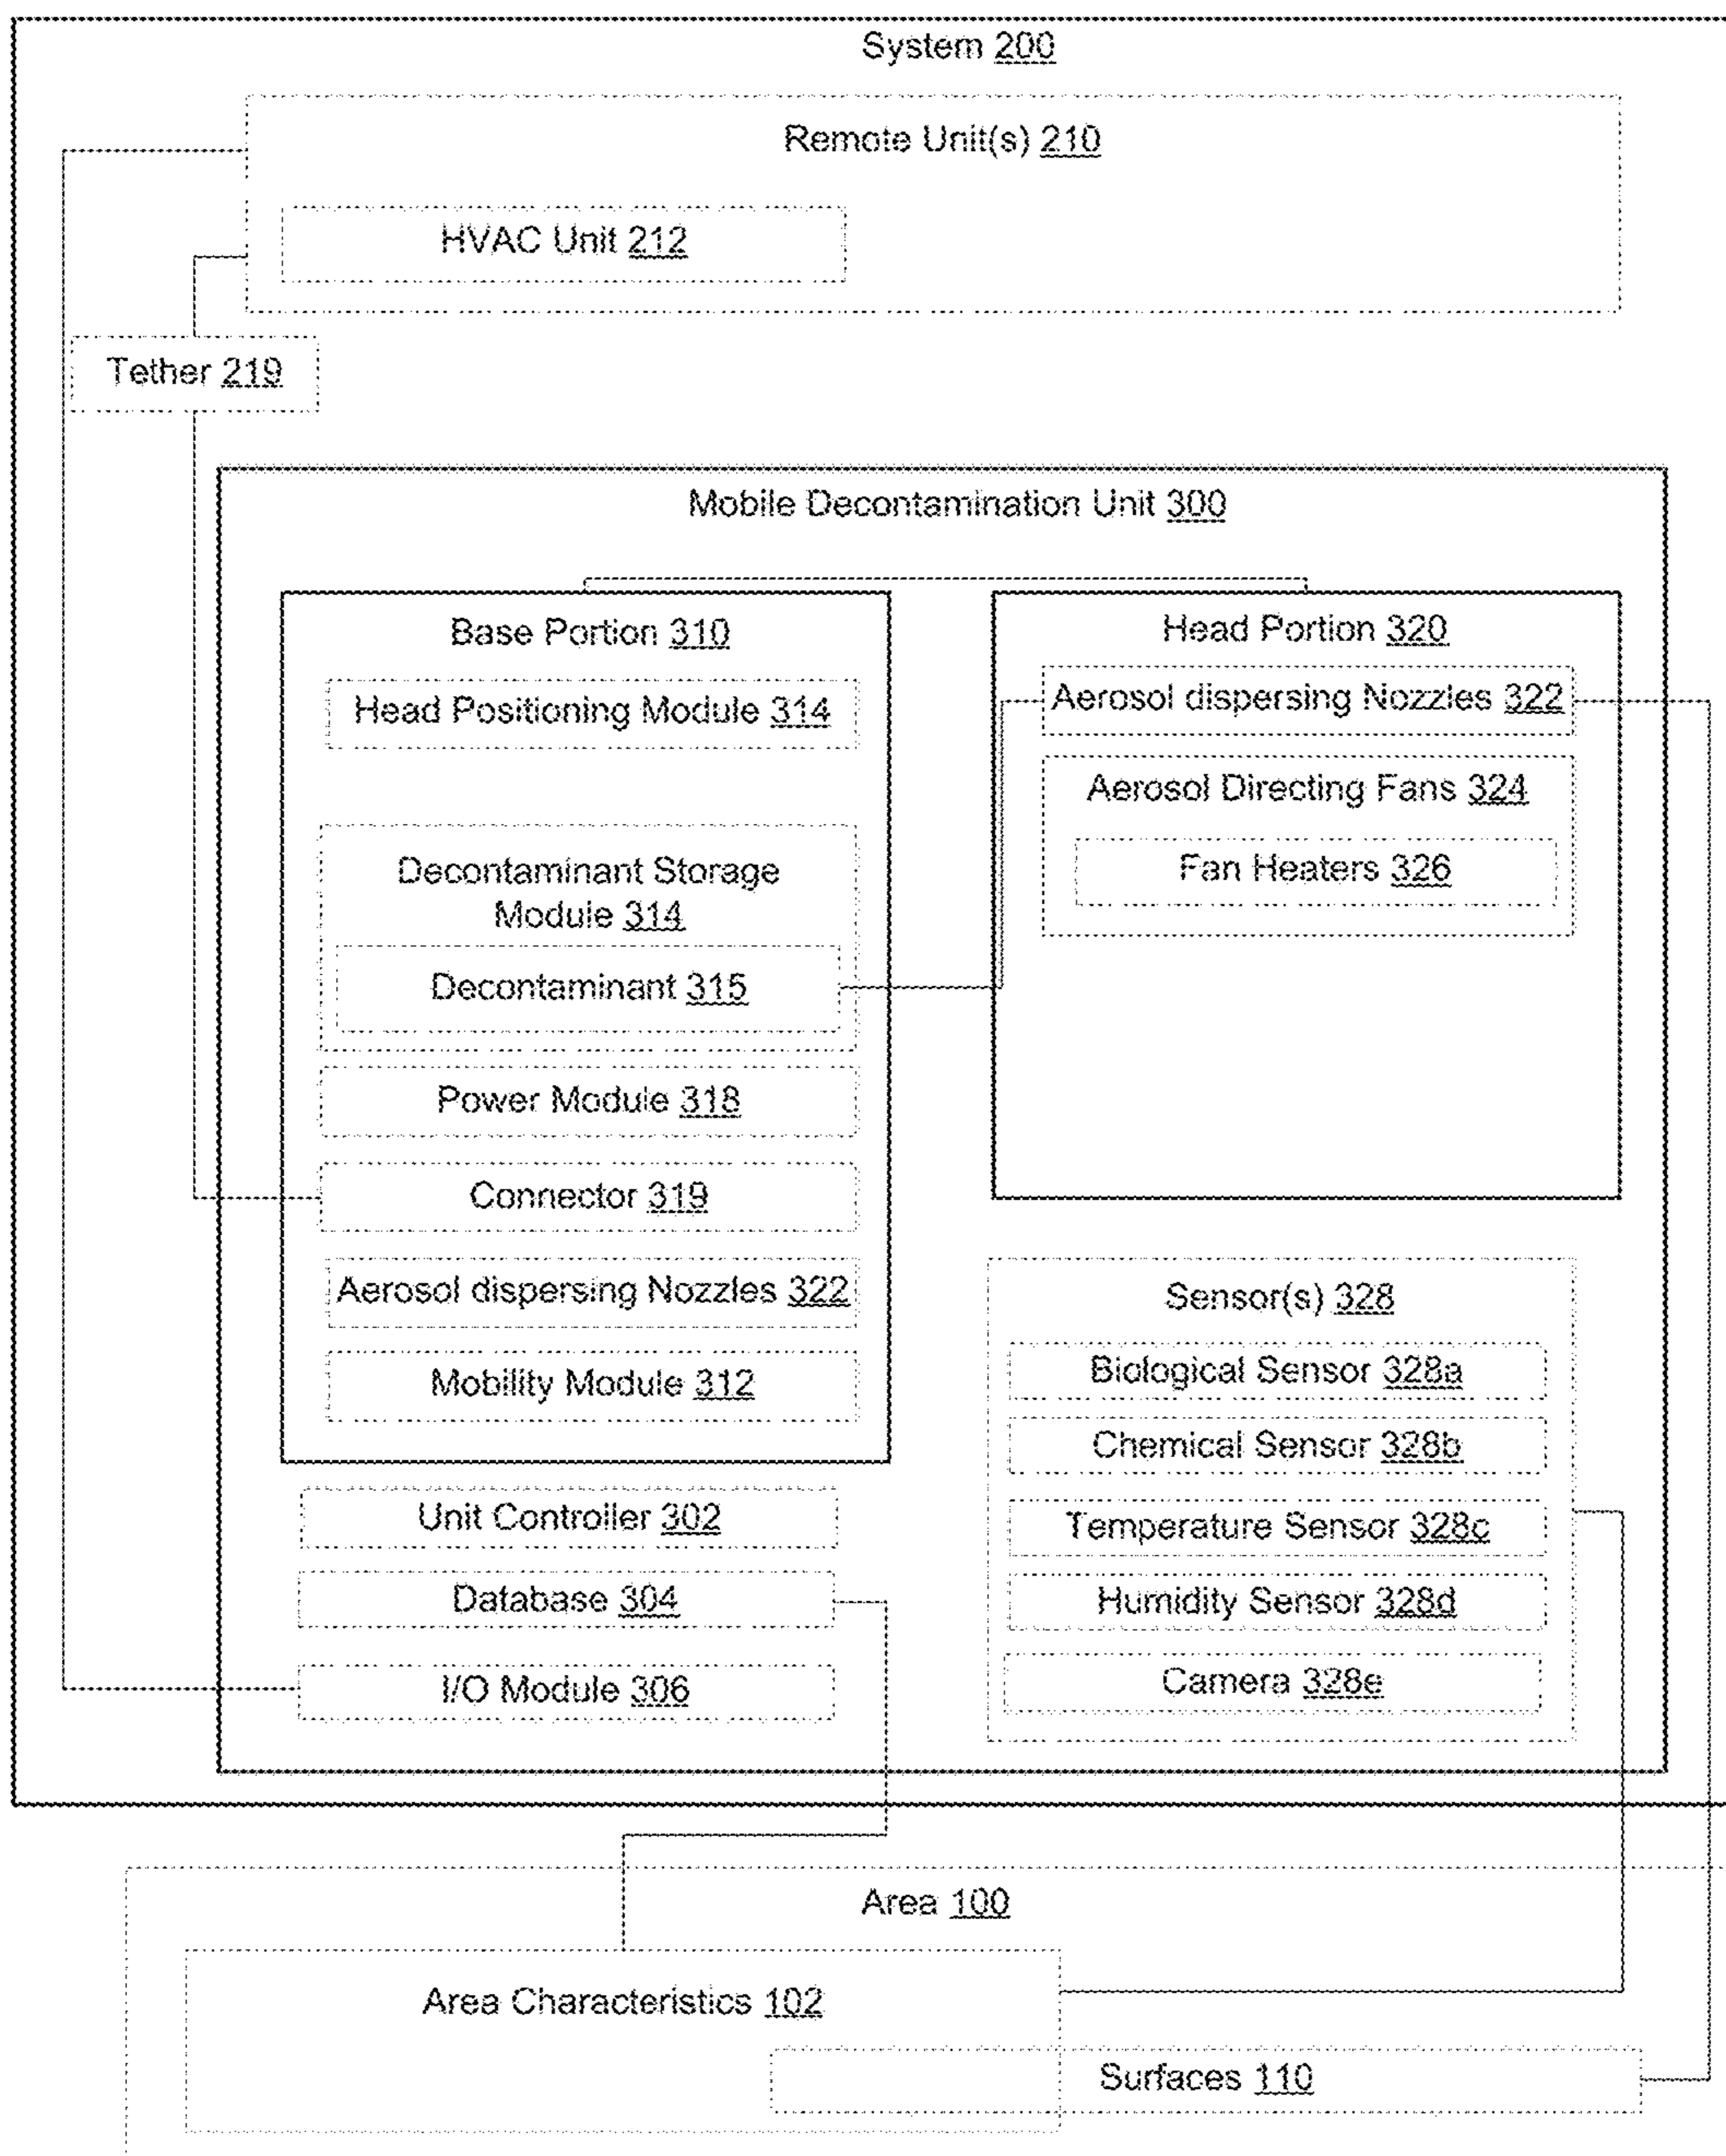 System 200
Remote Unit(s) 210
HVAC Unit 212
Tether 219
Mobile Decontamination Unit 300
Base Portion 310
Head Positioning Module 314
Decontaminant Storage
Module 314
Decontaminant 315
Power Module 318
Connector 319
Aerosol dispersing Nozzles 322
Mobility Module 312
Head Portion 320
Aerosol dispersing Nozzles 322
Aerosol Directing Fans 324
Fan Heaters 326
Sensor(s) 328
Biological Sensor 328a
Chemical Sensor 328b
Temperature Sensor 328c
Humidity Sensor 328d
Camera 328e
Unit Controller 302
Database 304
I/O Module 306
Area 100
Area Characteristics 102
Surfaces 110